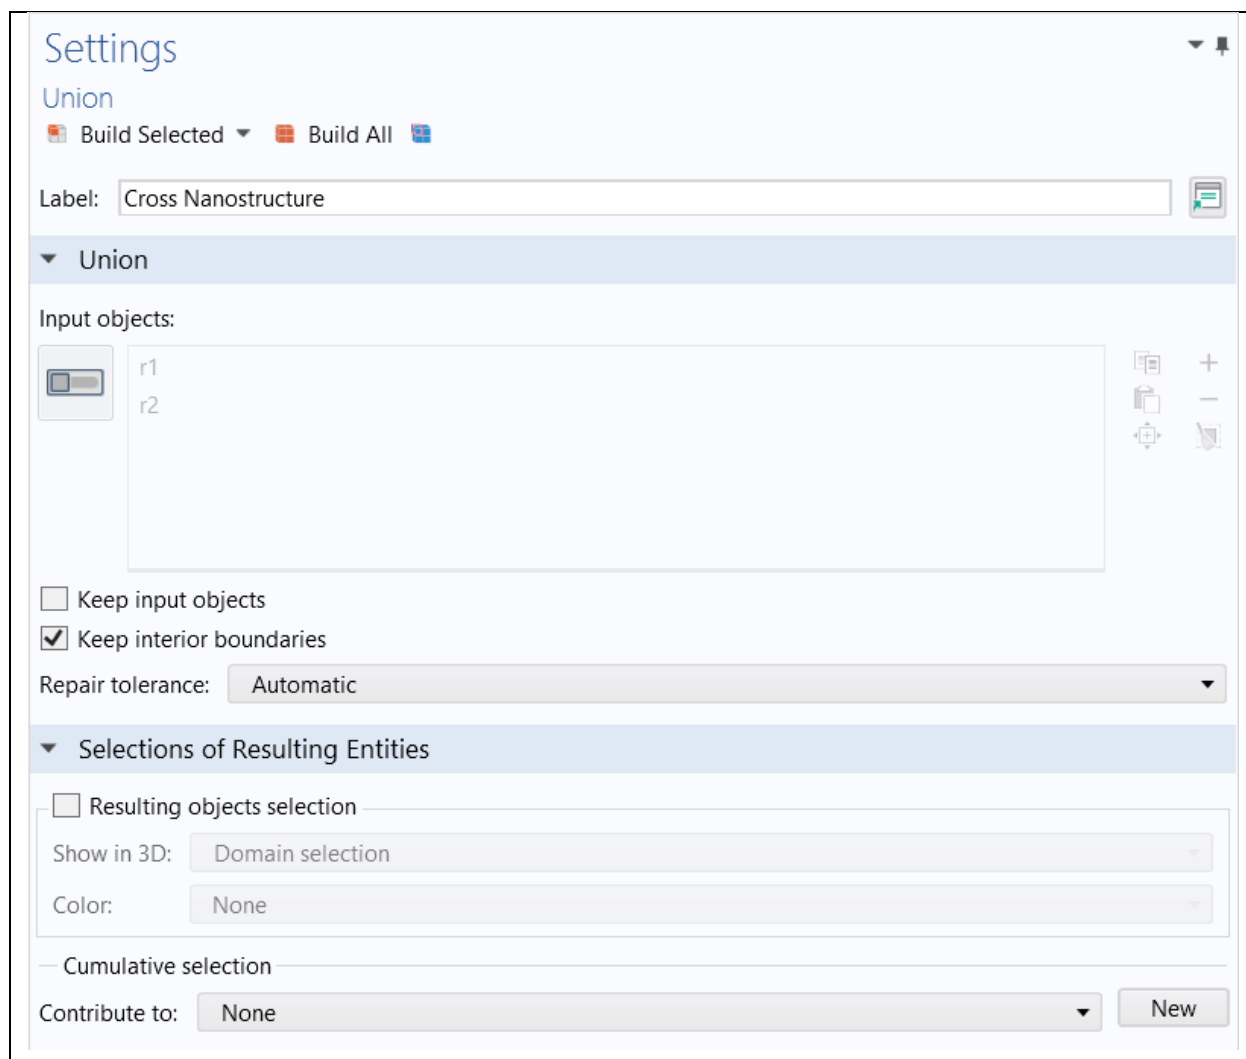 Settings
Union
Build Selected Build All
Label: Cross Nanostructure
Union
Input objects:
r1
r2
Keep input objects
Keep interior boundaries
Repair tolerance: Automatic
Selections of Resulting Entities
Resulting objects selection
Show in 3D: Domain selection
Color: None
Cumulative selection
Contribute to: None New